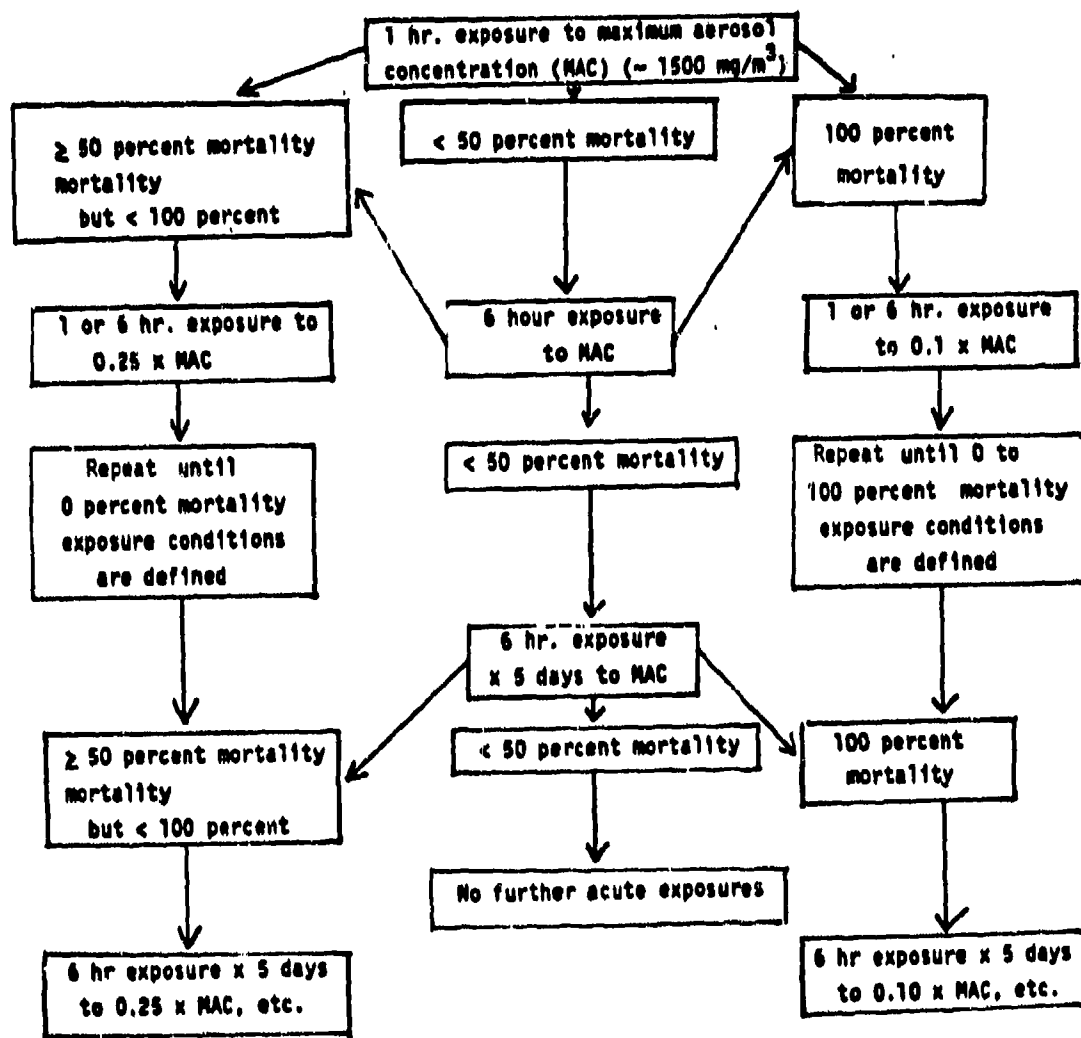 1 hr. exposure to maximum aerosol
concentration (MAC) (~ 1500 mg/m³)
≥ 50 percent mortality
mortality
but < 100 percent
< 50 percent mortality
100 percent
mortality
1 or 6 hr. exposure to
0.25 x MAC
6 hour exposure
to MAC
1 or 6 hr. exposure
to 0.1 x MAC
Repeat until
0 percent mortality
exposure conditions
are defined
< 50 percent mortality
Repeat until 0 to
100 percent mortality
exposure conditions
are defined
6 hr. exposure
x 5 days to MAC
≥ 50 percent mortality
mortality
but < 100 percent
< 50 percent mortality
100 percent
mortality
No further acute exposures
6 hr exposure x 5 days
to 0.25 x MAC, etc.
6 hr exposure x 5 days
to 0.10 x MAC, etc.